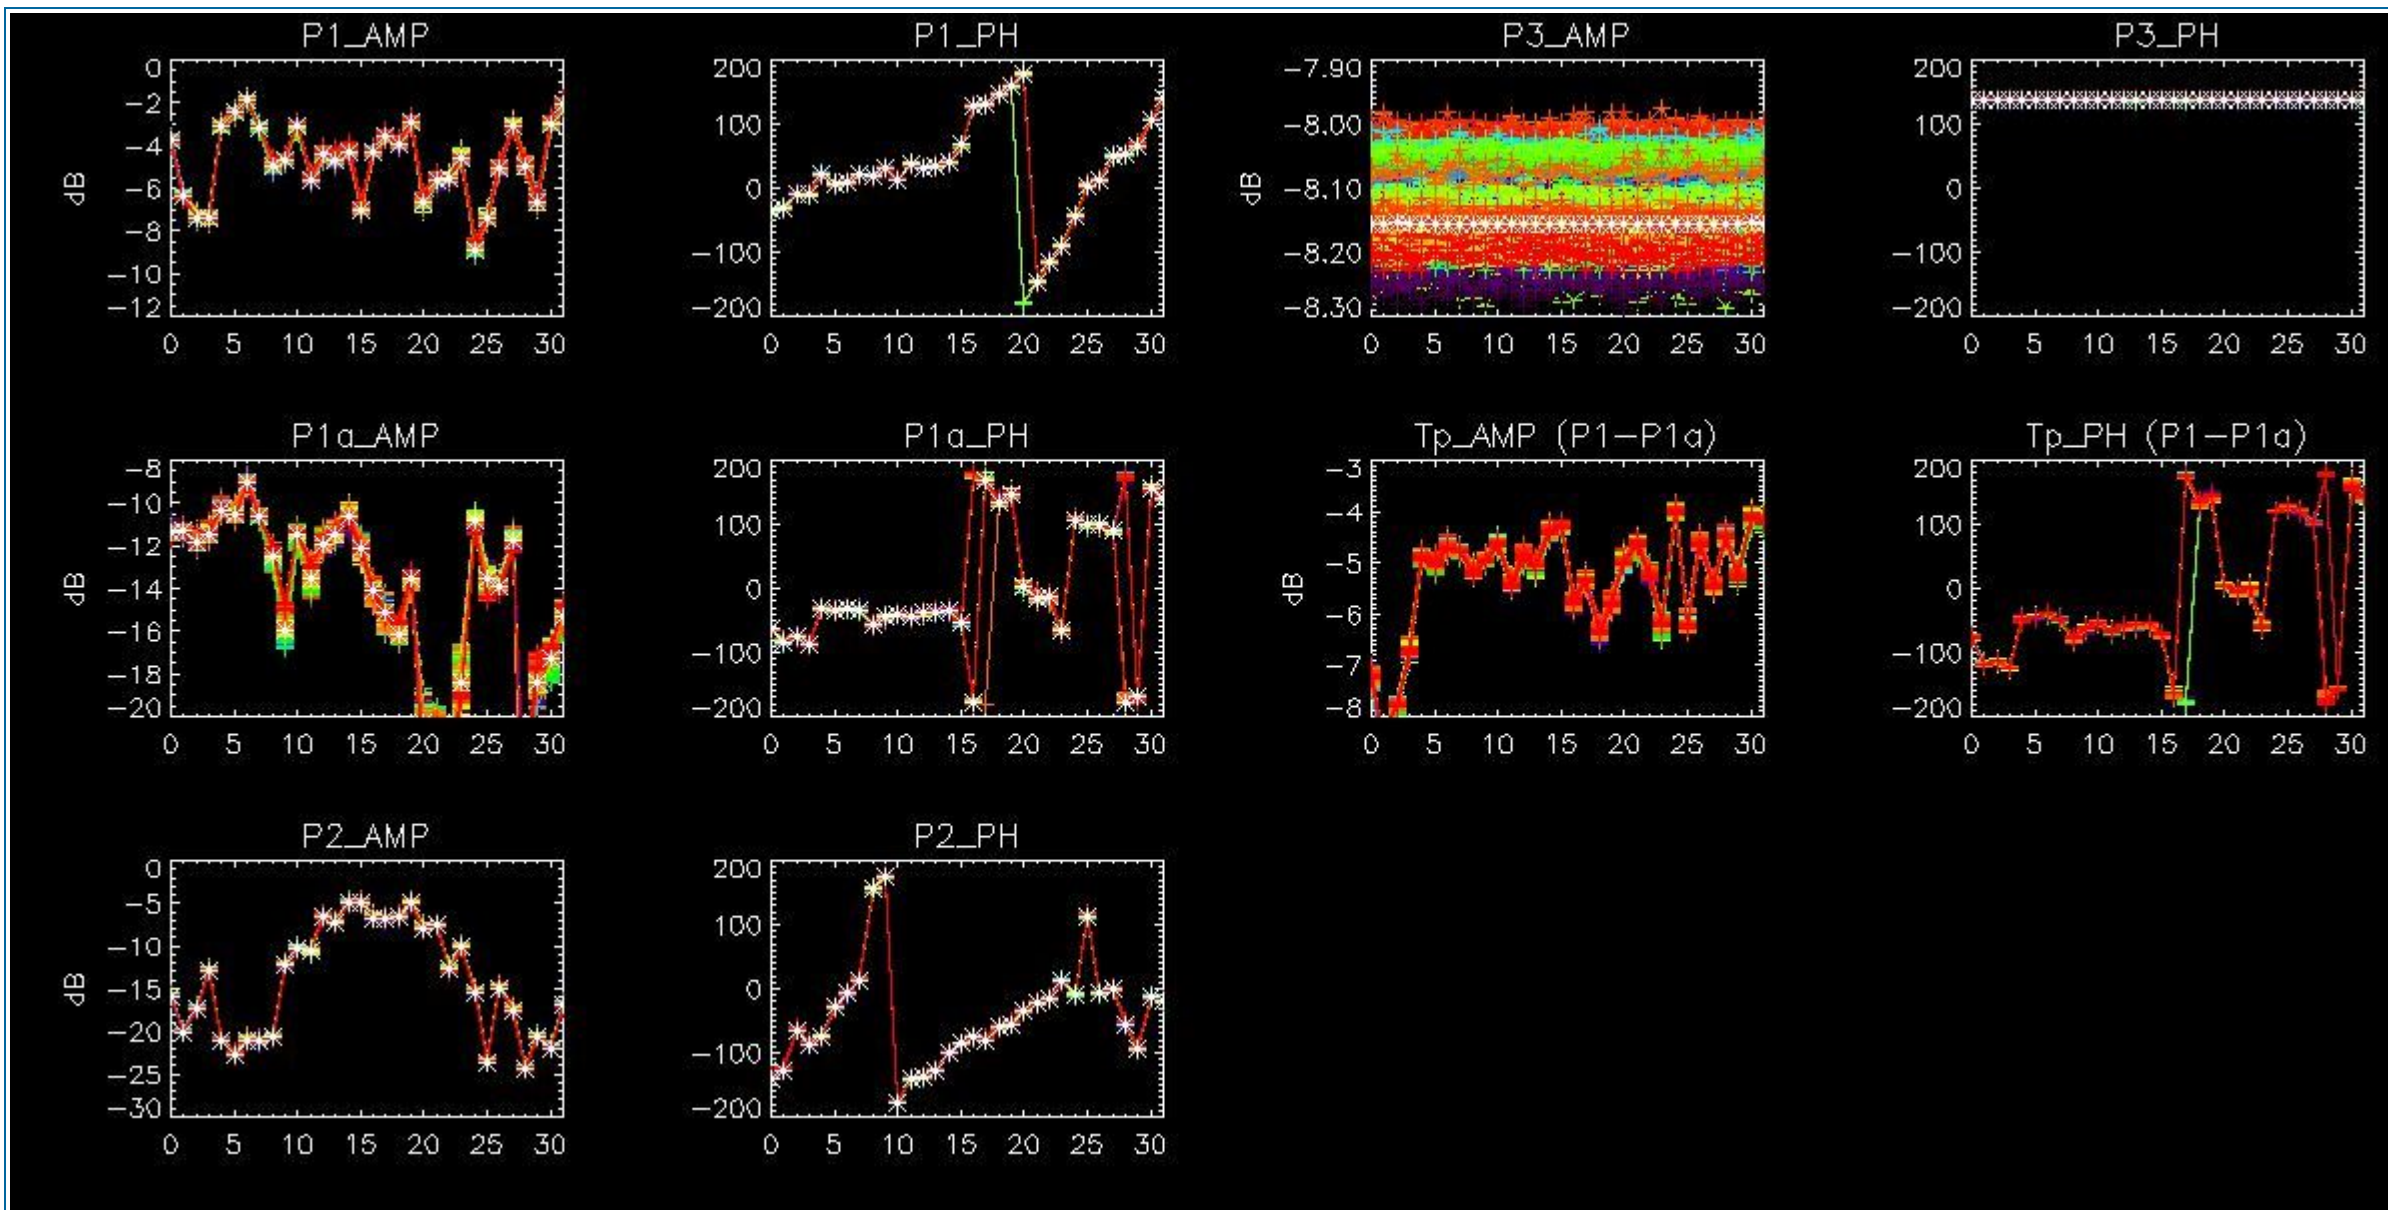 P1_AMP
0
−2
−4
−6
−8
−10
−12
dB
0 5 10 15 20 25 30
P1_PH
200
100
0
−100
−200
0 5 10 15 20 25 30
P3_AMP
−7.90
−8.00
−8.10
−8.20
−8.30
dB
0 5 10 15 20 25 30
P3_PH
200
100
0
−100
−200
0 5 10 15 20 25 30
P1a_AMP
−8
−10
−12
−14
−16
−18
−20
dB
0 5 10 15 20 25 30
P1a_PH
200
100
0
−100
−200
0 5 10 15 20 25 30
Tp_AMP (P1−P1a)
−3
−4
−5
−6
−7
−8
dB
0 5 10 15 20 25 30
Tp_PH (P1−P1a)
200
100
0
−100
−200
0 5 10 15 20 25 30
P2_AMP
0
−5
−10
−15
−20
−25
−30
dB
0 5 10 15 20 25 30
P2_PH
200
100
0
−100
−200
0 5 10 15 20 25 30